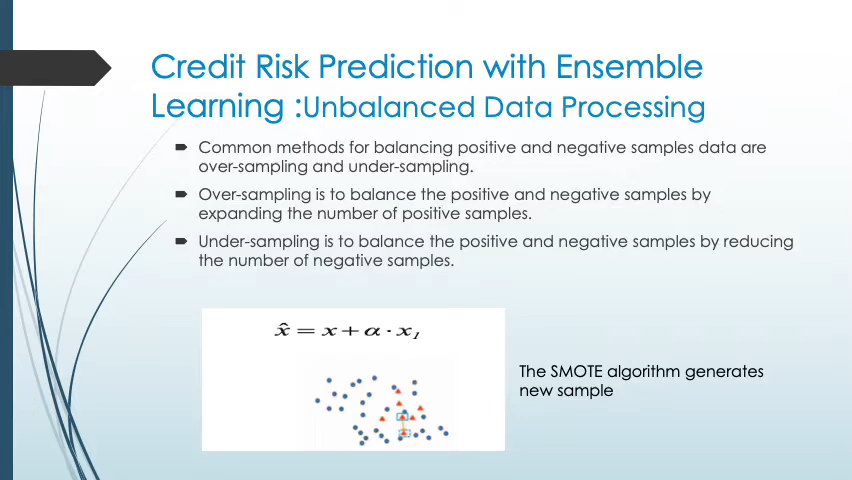 Credit Risk Prediction with Ensemble
Learning :Unbalanced Data Processing
Common methods for balancing positive and negative samples data are
over-sampling and under-sampling.
Over-sampling is to balance the positive and negative samples by
expanding the number of positive samples.
Under-sampling is to balance the positive and negative samples by reducing
the number of negative samples.
x̂ = x + α · x₁
The SMOTE algorithm generates
new sample